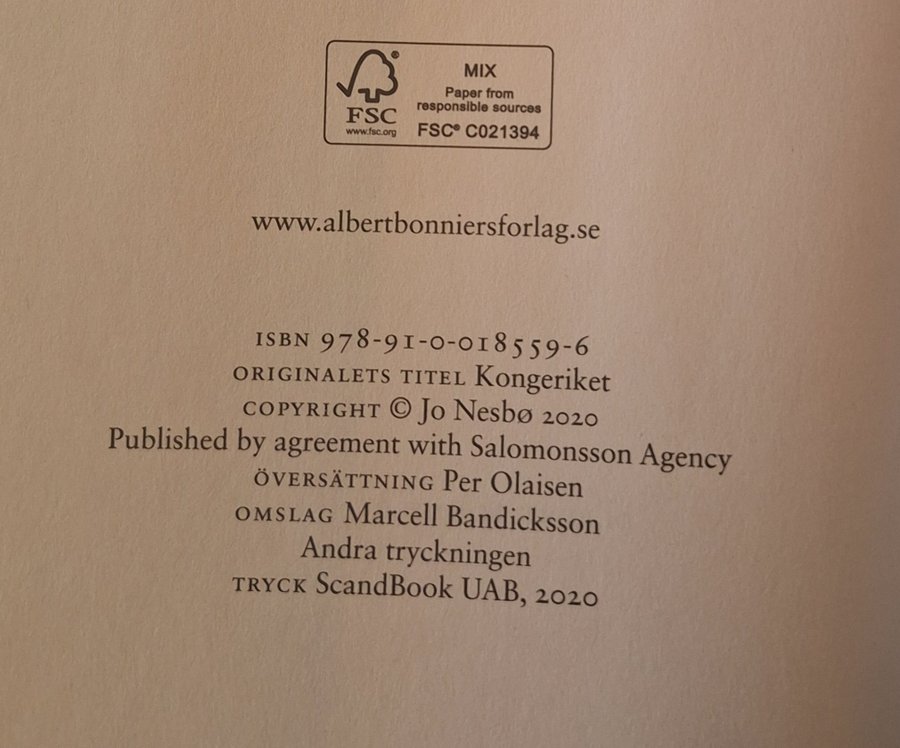 FSC®
www.fsc.org
MIX
Paper from
responsible sources
FSC® C021394
www.albertbonniersforlag.se
ISBN 978-91-0-018559-6
ORIGINALETS TITEL Kongeriket
COPYRIGHT © Jo Nesbø 2020
Published by agreement with Salomonsson Agency
ÖVERSÄTTNING Per Olaisen
OMSLAG Marcell Bandicksson
Andra tryckningen
TRYCK ScandBook UAB, 2020